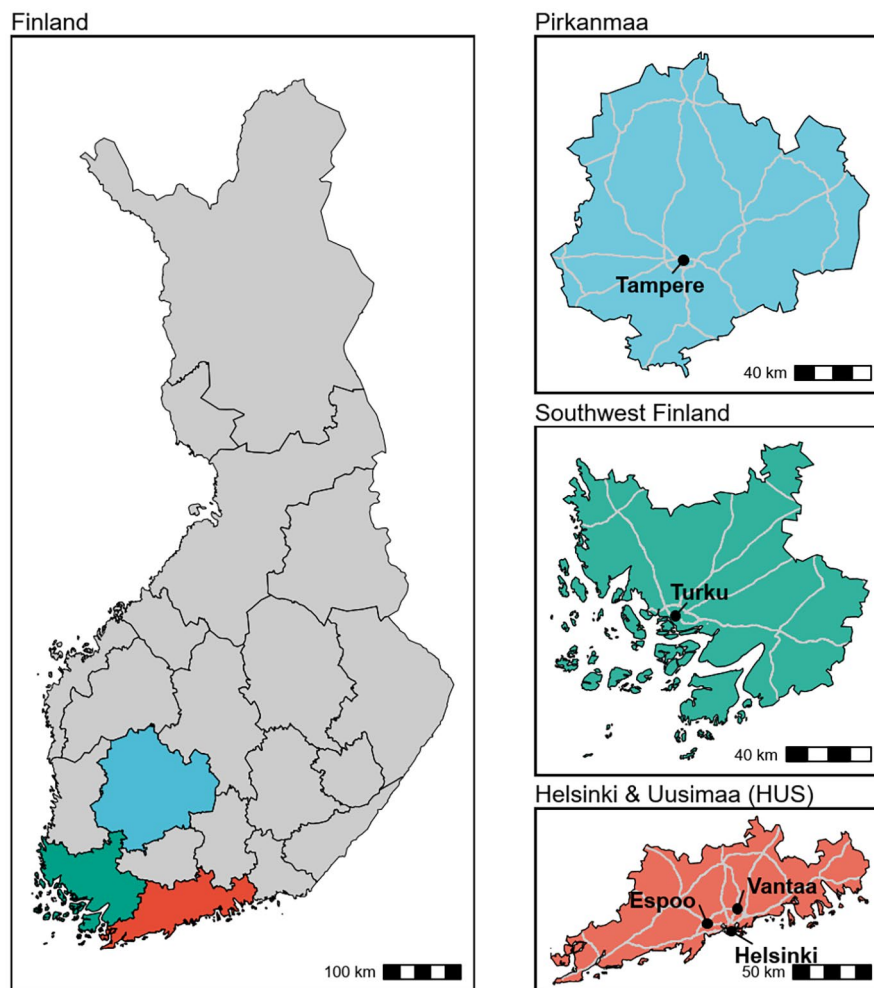 Finland
100 km
Pirkanmaa
Tampere
40 km
Southwest Finland
Turku
40 km
Helsinki & Uusimaa (HUS)
Vantaa
Espoo
Helsinki
50 km